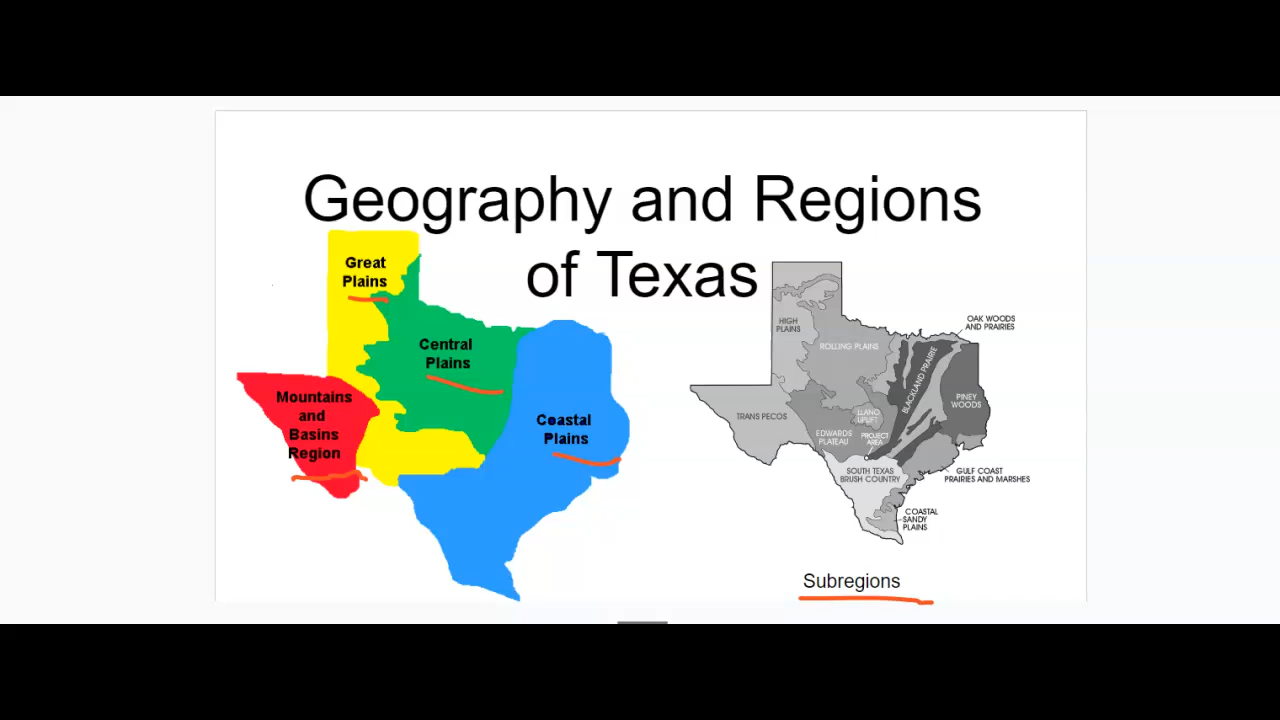 Geography and Regions
of Texas
Great
Plains
Central
Plains
Mountains
and
Basins
Region
Coastal
Plains
HIGH
PLAINS
ROLLING PLAINS
OAK WOODS
AND PRAIRIES
BLACKLAND PRAIRIE
PINEY
WOODS
TRANS PECOS
LLANO
UPLIFT
EDWARDS
PLATEAU
PROJECT
AREA
SOUTH TEXAS
BRUSH COUNTRY
GULF COAST
PRAIRIES AND MARSHES
COASTAL
SANDY
PLAINS
Subregions